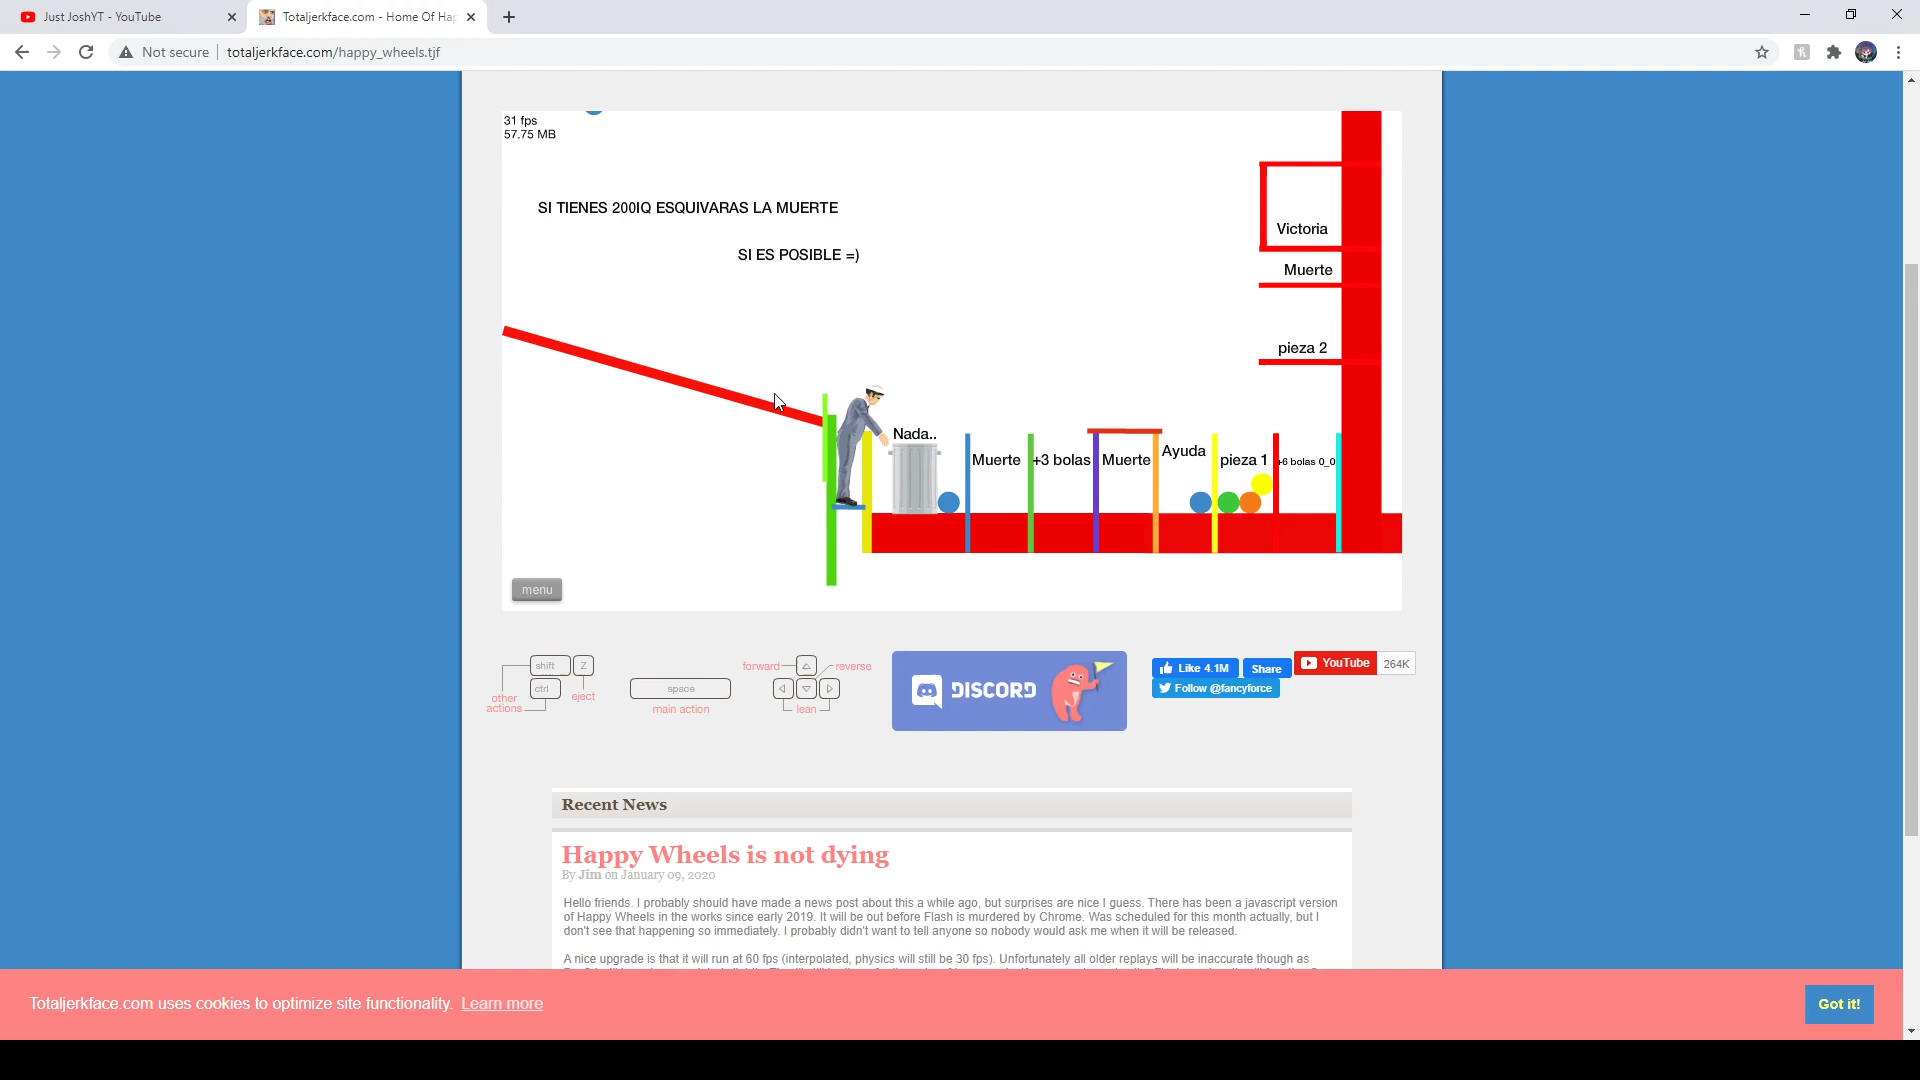 Just JoshYT - YouTube
Totaljerkface.com - Home Of Hap
Not secure
totaljerkface.com/happy_wheels.tjf
31 fps
57.75 MB
SI TIENES 200IQ ESQUIVARAS LA MUERTE
SI ES POSIBLE =)
Victoria
Muerte
pieza 2
Nada..
Muerte
+3 bolas
Muerte
Ayuda
pieza 1
+6 bolas 0_0
menu
shift
Z
ctrl
other
actions
eject
space
main action
forward
reverse
lean
DISCORD
Like 4.1M
Share
YouTube
264K
Follow @fancyforce
Recent News
Happy Wheels is not dying
By Jim on January 09, 2020
Hello friends. I probably should have made a news post about this a while ago, but surprises are nice I guess. There has been a javascript version
of Happy Wheels in the works since early 2019. It will be out before Flash is murdered by Chrome. Was scheduled for this month actually, but I
don't see that happening so immediately. I probably didn't want to tell anyone so nobody would ask me when it will be released.
A nice upgrade is that it will run at 60 fps (interpolated, physics will still be 30 fps). Unfortunately all older replays will be inaccurate though as
Totaljerkface.com uses cookies to optimize site functionality. Learn more
Got it!